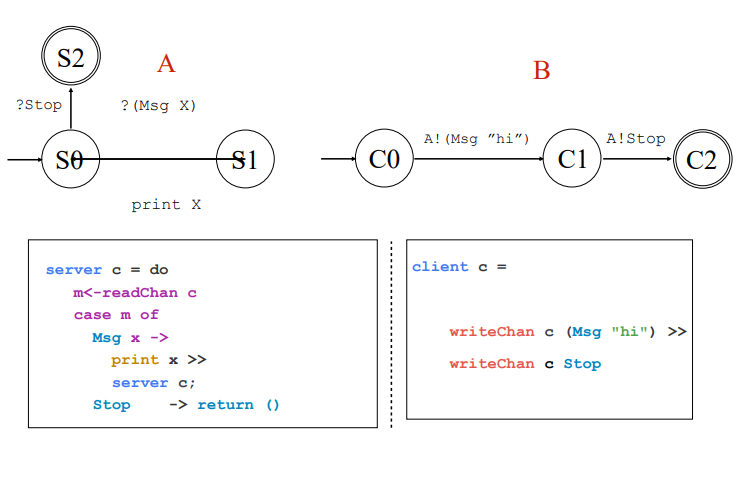 S2
A
B
?Stop
?(Msg X)
A!(Msg ”hi”)
A!Stop
S0
S1
C0
C1
C2
print X
server c = do
m<-readChan c
case m of
Msg x ->
print x >>
server c;
Stop -> return ()
client c =
writeChan c (Msg "hi") >>
writeChan c Stop